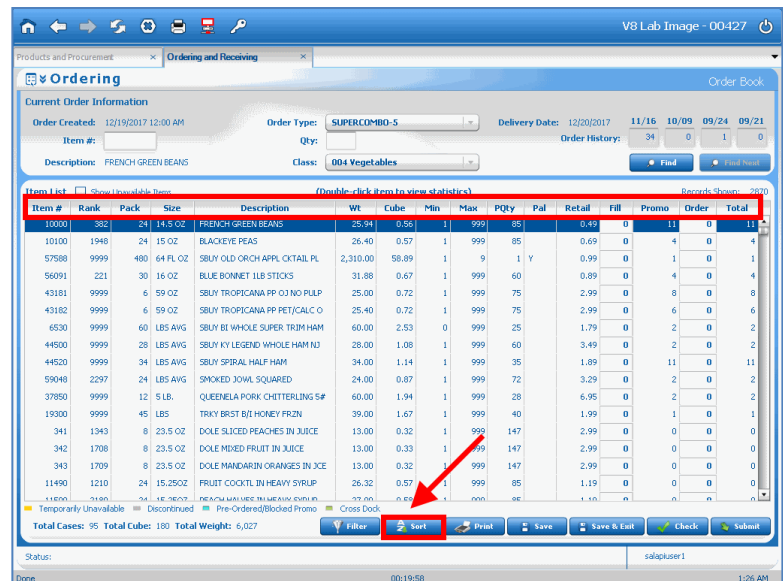 V8 Lab Image - 00427
Products and Procurement × Ordering and Receiving ×
Ordering Order Book
Current Order Information
Order Created: 12/19/2017 12:00 AM Order Type: SUPERCOMBO-5 Delivery Date: 12/20/2017 11/16 10/09 09/24 09/21
Item #: Qty: Order History: 34 0 1 0
Description: FRENCH GREEN BEANS Class: 004 Vegetables Find Find Next
Item List Show Unavailable Items (Double-click item to view statistics) Records Shown: 2870
Item # Rank Pack Size Description Wt Cube Min Max PQty Pal Retail Fill Promo Order Total
10000 382 24 14.5 OZ FRENCH GREEN BEANS 25.94 0.56 1 999 85 0.49 0 11 0 11
10100 1948 24 15 OZ BLACKEYE PEAS 26.40 0.57 1 999 85 0.69 0 4 0 4
57588 9999 480 64 FL OZ SBUY OLD ORCH APPL CKTAIL PL 2,310.00 58.89 1 9 1 Y 0.99 0 1 0 1
56091 221 30 16 OZ BLUE BONNET 1LB STICKS 31.88 0.67 1 999 60 0.89 0 4 0 4
43181 9999 6 59 OZ SBUY TROPICANA PP OJ NO PULP 25.00 0.72 1 999 75 2.99 0 8 0 8
43182 9999 6 59 OZ SBUY TROPICANA PP PET/CALC O 25.40 0.72 1 999 75 2.99 0 6 0 6
6530 9999 60 LBS AVG SBUY BI WHOLE SUPER TRIM HAM 60.00 2.53 0 999 25 1.79 0 2 0 2
44500 9999 28 LBS AVG SBUY KY LEGEND WHOLE HAM NJ 28.00 1.08 1 999 60 3.49 0 2 0 2
44520 9999 34 LBS AVG SBUY SPIRAL HALF HAM 34.00 1.14 1 999 35 1.89 0 11 0 11
59048 2297 24 LBS AVG SMOKED JOWL SQUARED 24.00 0.87 1 999 72 3.29 0 2 0 2
37850 9999 12 5 LB. QUEENELA PORK CHITTERLING 5# 60.00 1.94 1 999 28 6.95 0 2 0 2
19300 9999 45 LBS TRKY BRST B/I HONEY FRZN 39.00 1.67 1 999 40 1.99 0 1 0 1
341 1343 8 23.5 OZ DOLE SLICED PEACHES IN JUICE 13.00 0.32 1 999 147 2.99 0 0 0 0
342 1708 8 23.5 OZ DOLE MIXED FRUIT IN JUICE 13.00 0.33 1 999 147 2.99 0 0 0 0
343 1709 8 23.5 OZ DOLE MANDARIN ORANGES IN JCE 13.00 0.32 1 999 147 2.99 0 0 0 0
11490 1210 24 15.25OZ FRUIT COCKTL IN HEAVY SYRUP 26.32 0.57 1 999 85 1.19 0 0 0 0
11500 2180 24 15.25OZ PEACH HALVES IN HEAVY SYRUP 27.00 0.58 1 999 85 1.19 0 0 0 0
Temporarily Unavailable Discontinued Pre-Ordered/Blocked Promo Cross Dock
Total Cases: 95 Total Cube: 180 Total Weight: 6,027 Filter Sort Print Save Save & Exit Check Submit
Status: salapiuser1
Done 00:19:58 1:26 AM